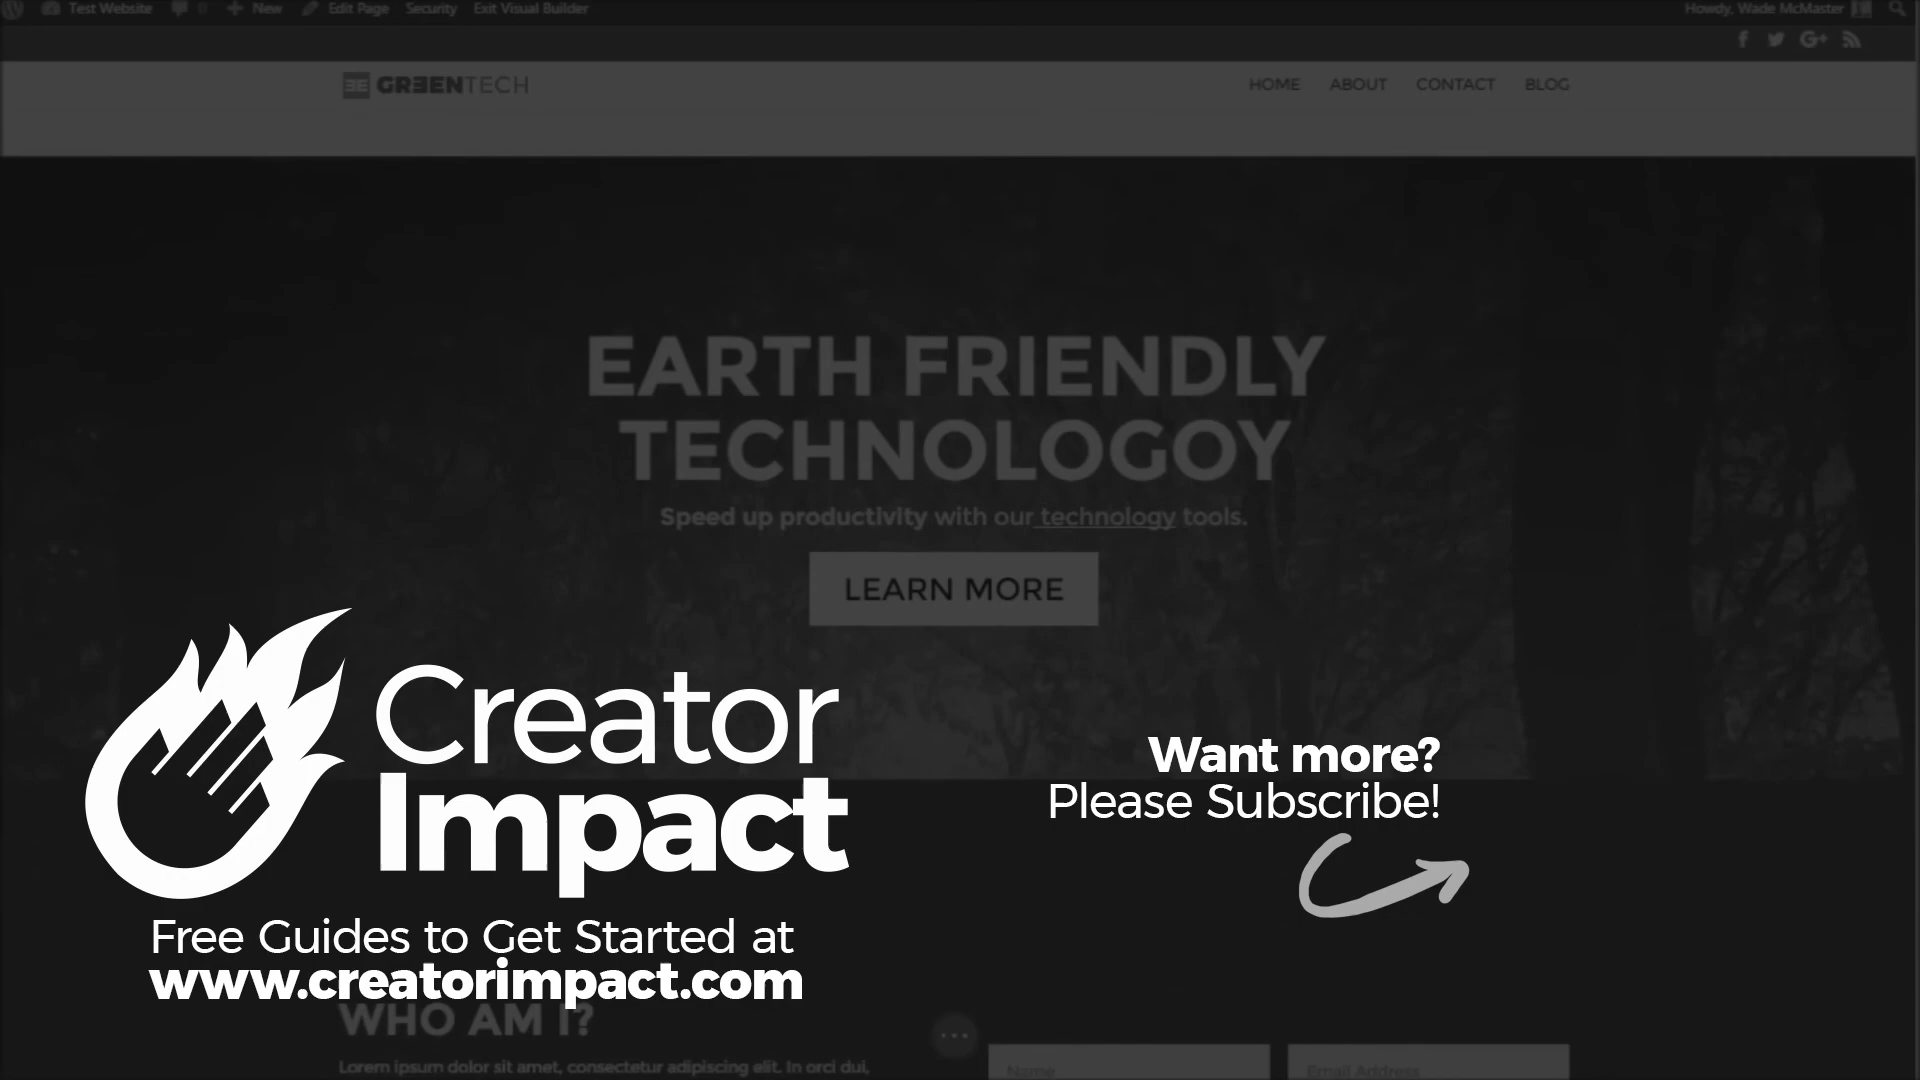 Test Website 0 New Edit Page Security Exit Visual Builder Howdy, Wade McMaster
GREENTECH HOME ABOUT CONTACT BLOG
EARTH FRIENDLY
TECHNOLOGOY
Speed up productivity with our technology tools.
LEARN MORE
Creator
Impact
Free Guides to Get Started at
www.creatorimpact.com
Want more?
Please Subscribe!
WHO AM I?
Lorem ipsum dolor sit amet, consectetur adipiscing elit. In orci dui,
Name Email Address